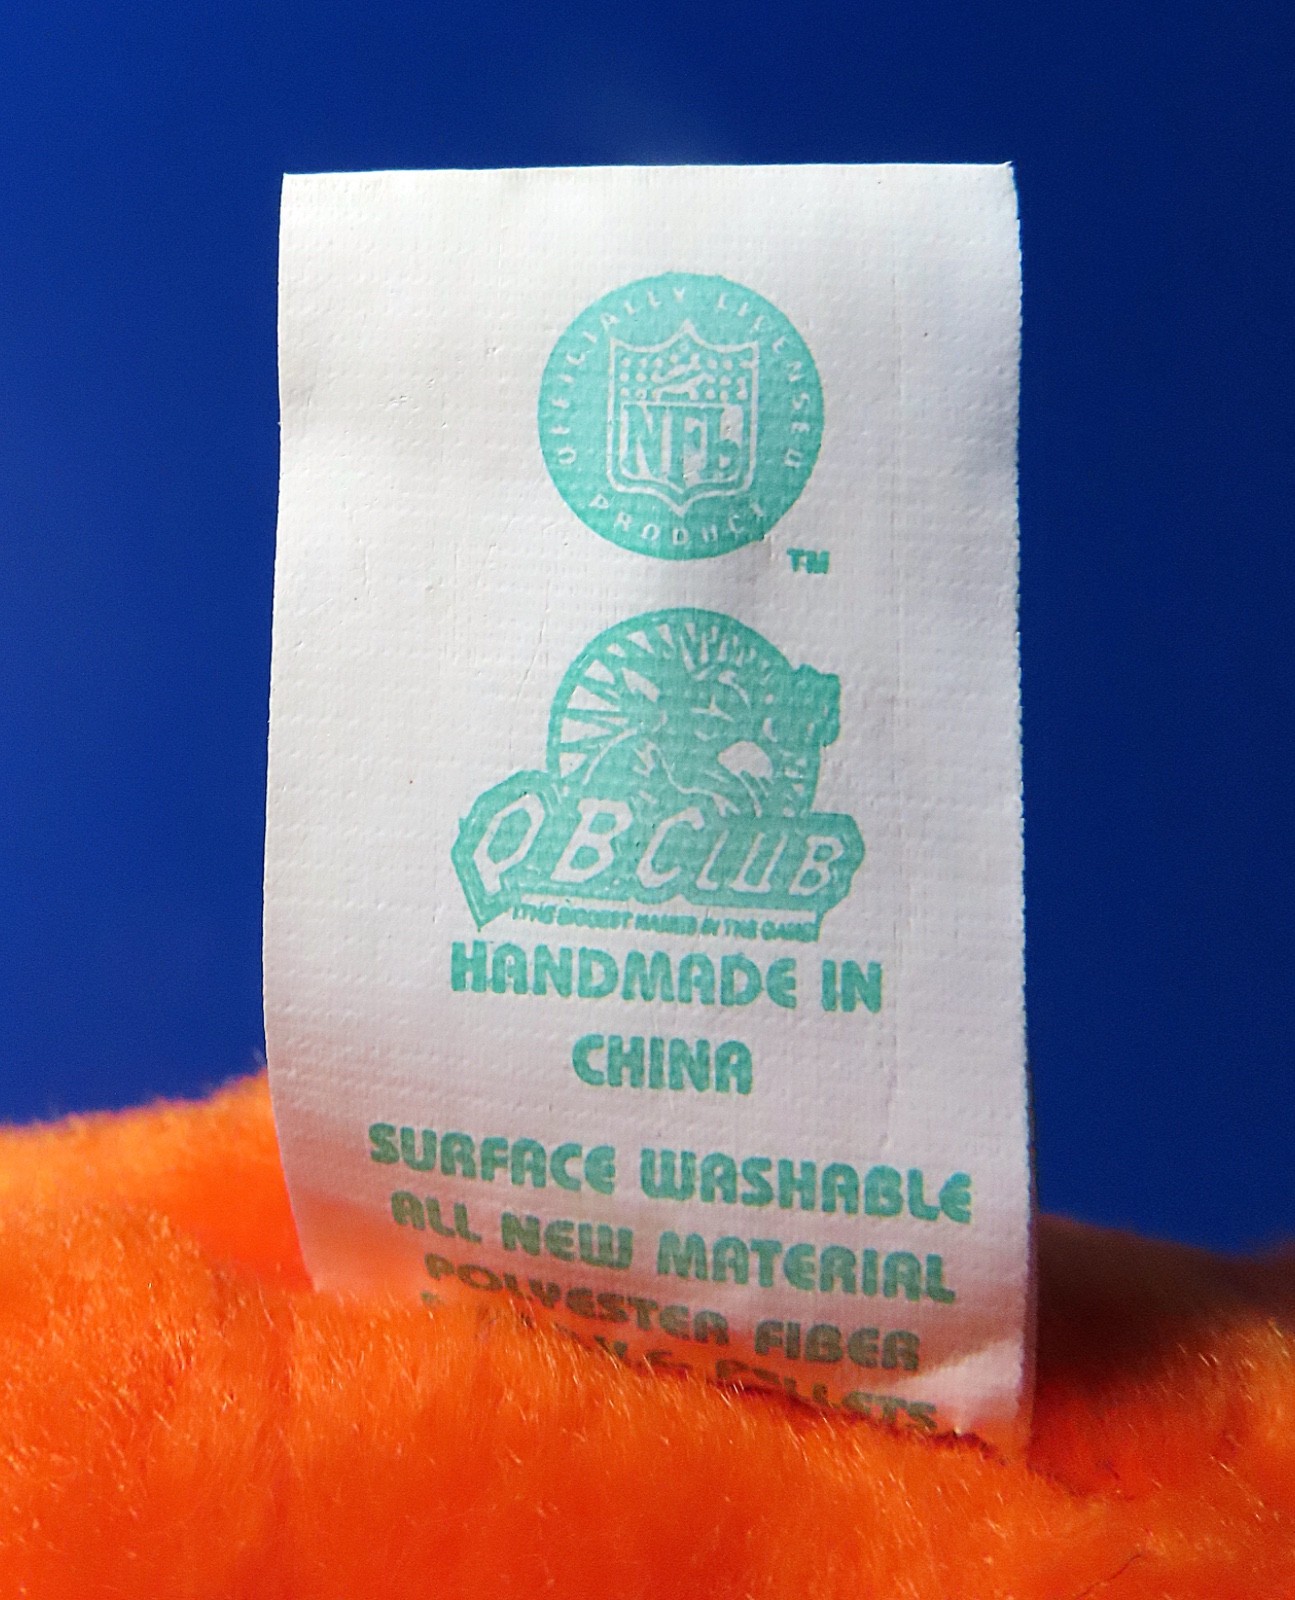 OFFICIALLY LICENSED
NFL
PRODUCT
TM
QB CLUB
THE BIGGEST NAMES IN THE GAME
HANDMADE IN
CHINA
SURFACE WASHABLE
ALL NEW MATERIAL
POLYESTER FIBER
PELLETS